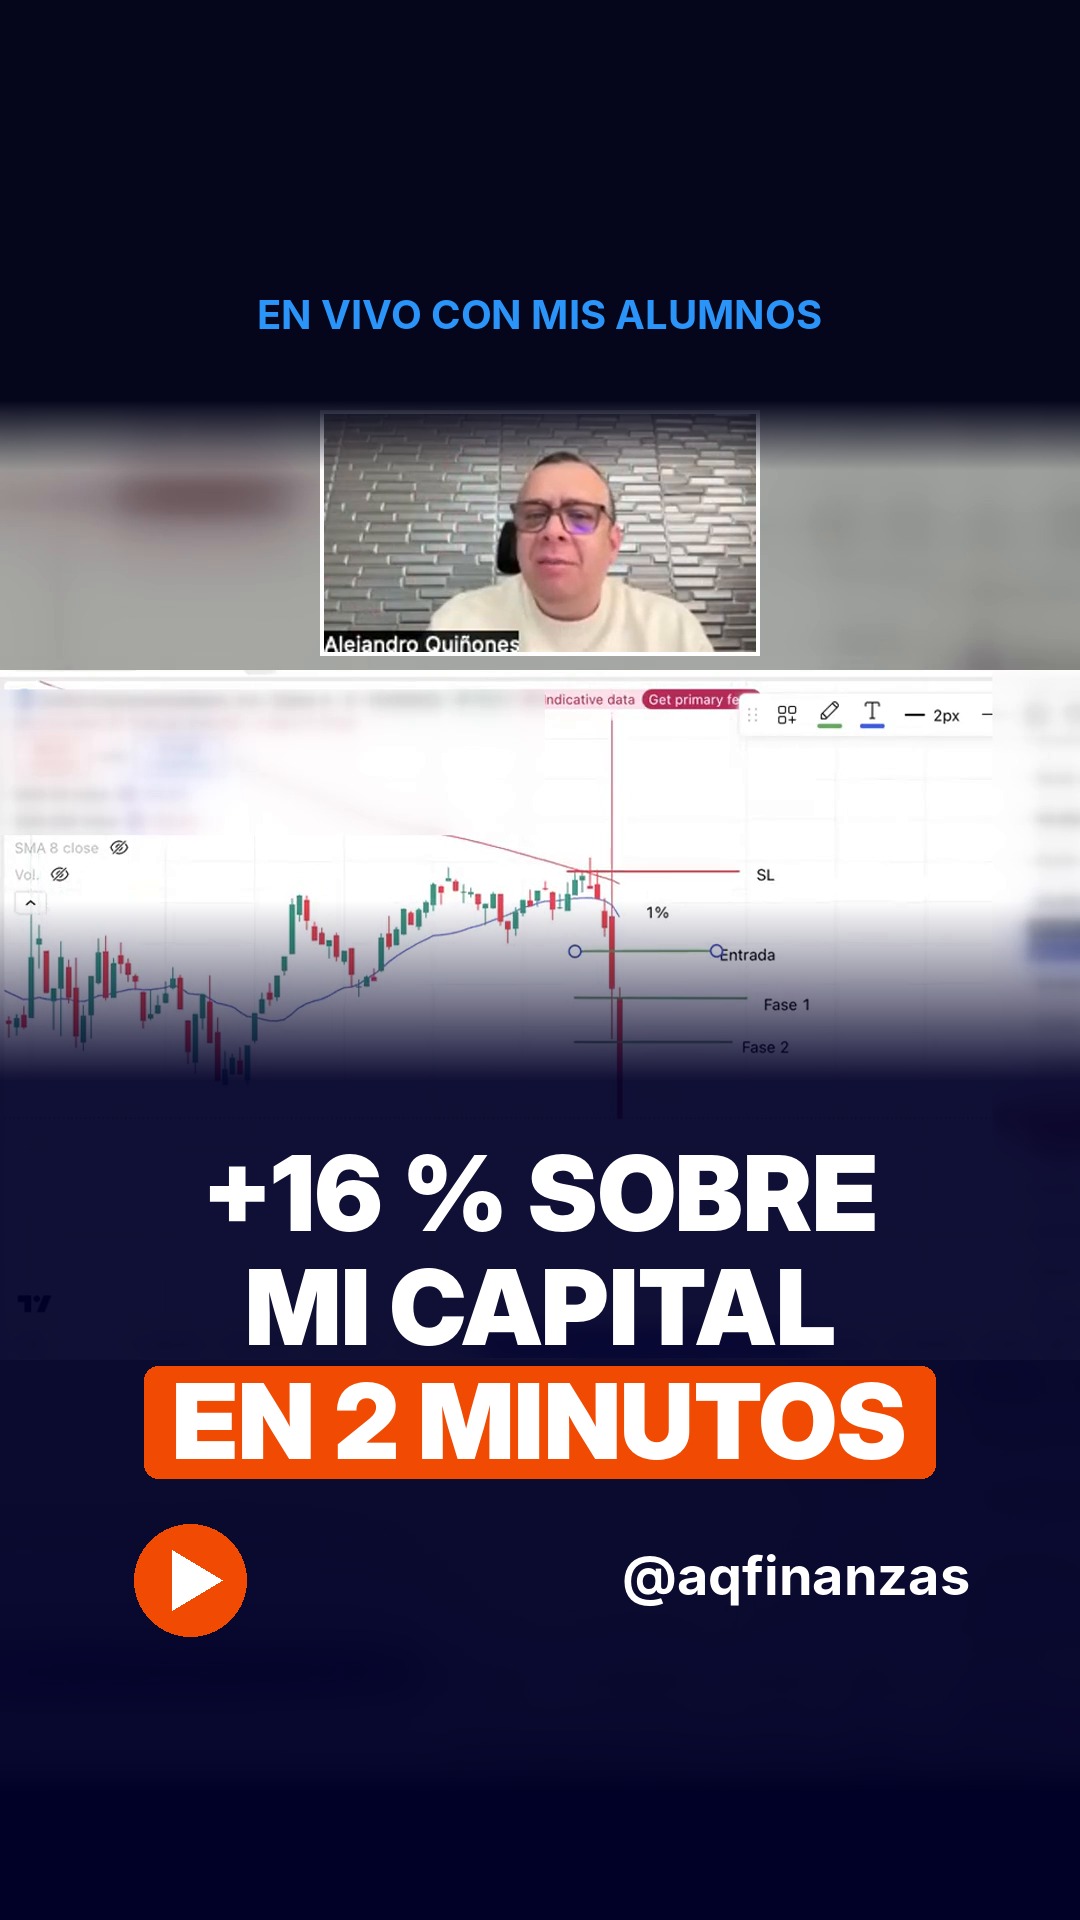 EN VIVO CON MIS ALUMNOS
Alejandro Quiñones
Indicative data
Get primary fe
2px
SMA 8 close
Vol.
SL
1%
Entrada
Fase 1
Fase 2
+16 % SOBRE
MI CAPITAL
EN 2 MINUTOS
@aqfinanzas